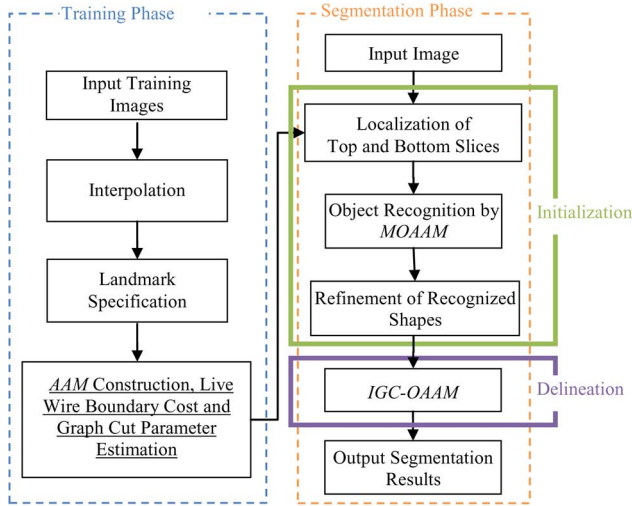 Training Phase
Input Training
Images
Interpolation
Landmark
Specification
AAM Construction, Live
Wire Boundary Cost and
Graph Cut Parameter
Estimation
Segmentation Phase
Input Image
Localization of
Top and Bottom Slices
Object Recognition by
MOAAM
Refinement of Recognized
Shapes
Initialization
IGC-OAAM
Delineation
Output Segmentation
Results